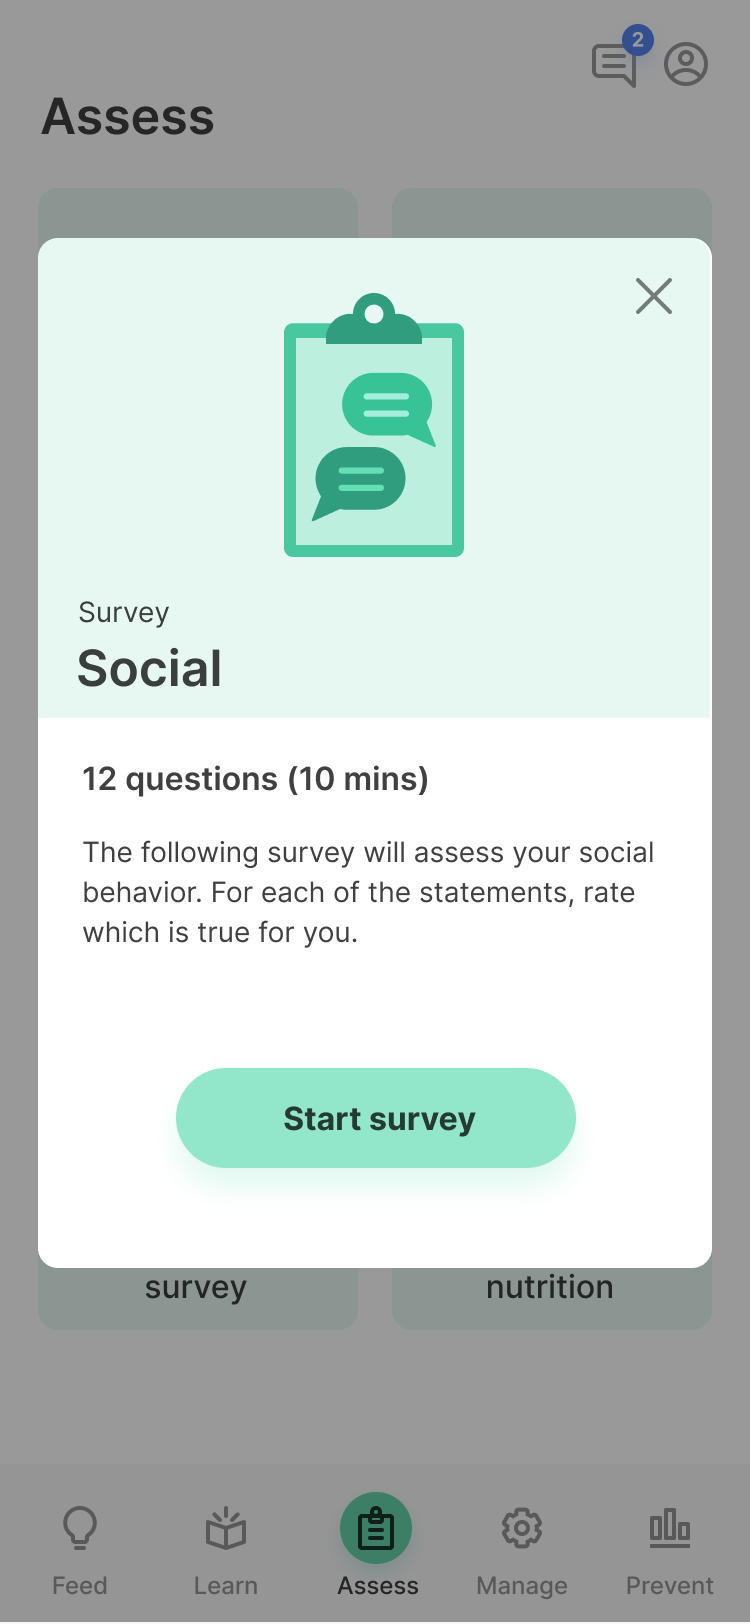 2
Assess
Survey
Social
12 questions (10 mins)
The following survey will assess your social
behavior. For each of the statements, rate
which is true for you.
Start survey
survey
nutrition
Feed
Learn
Assess
Manage
Prevent